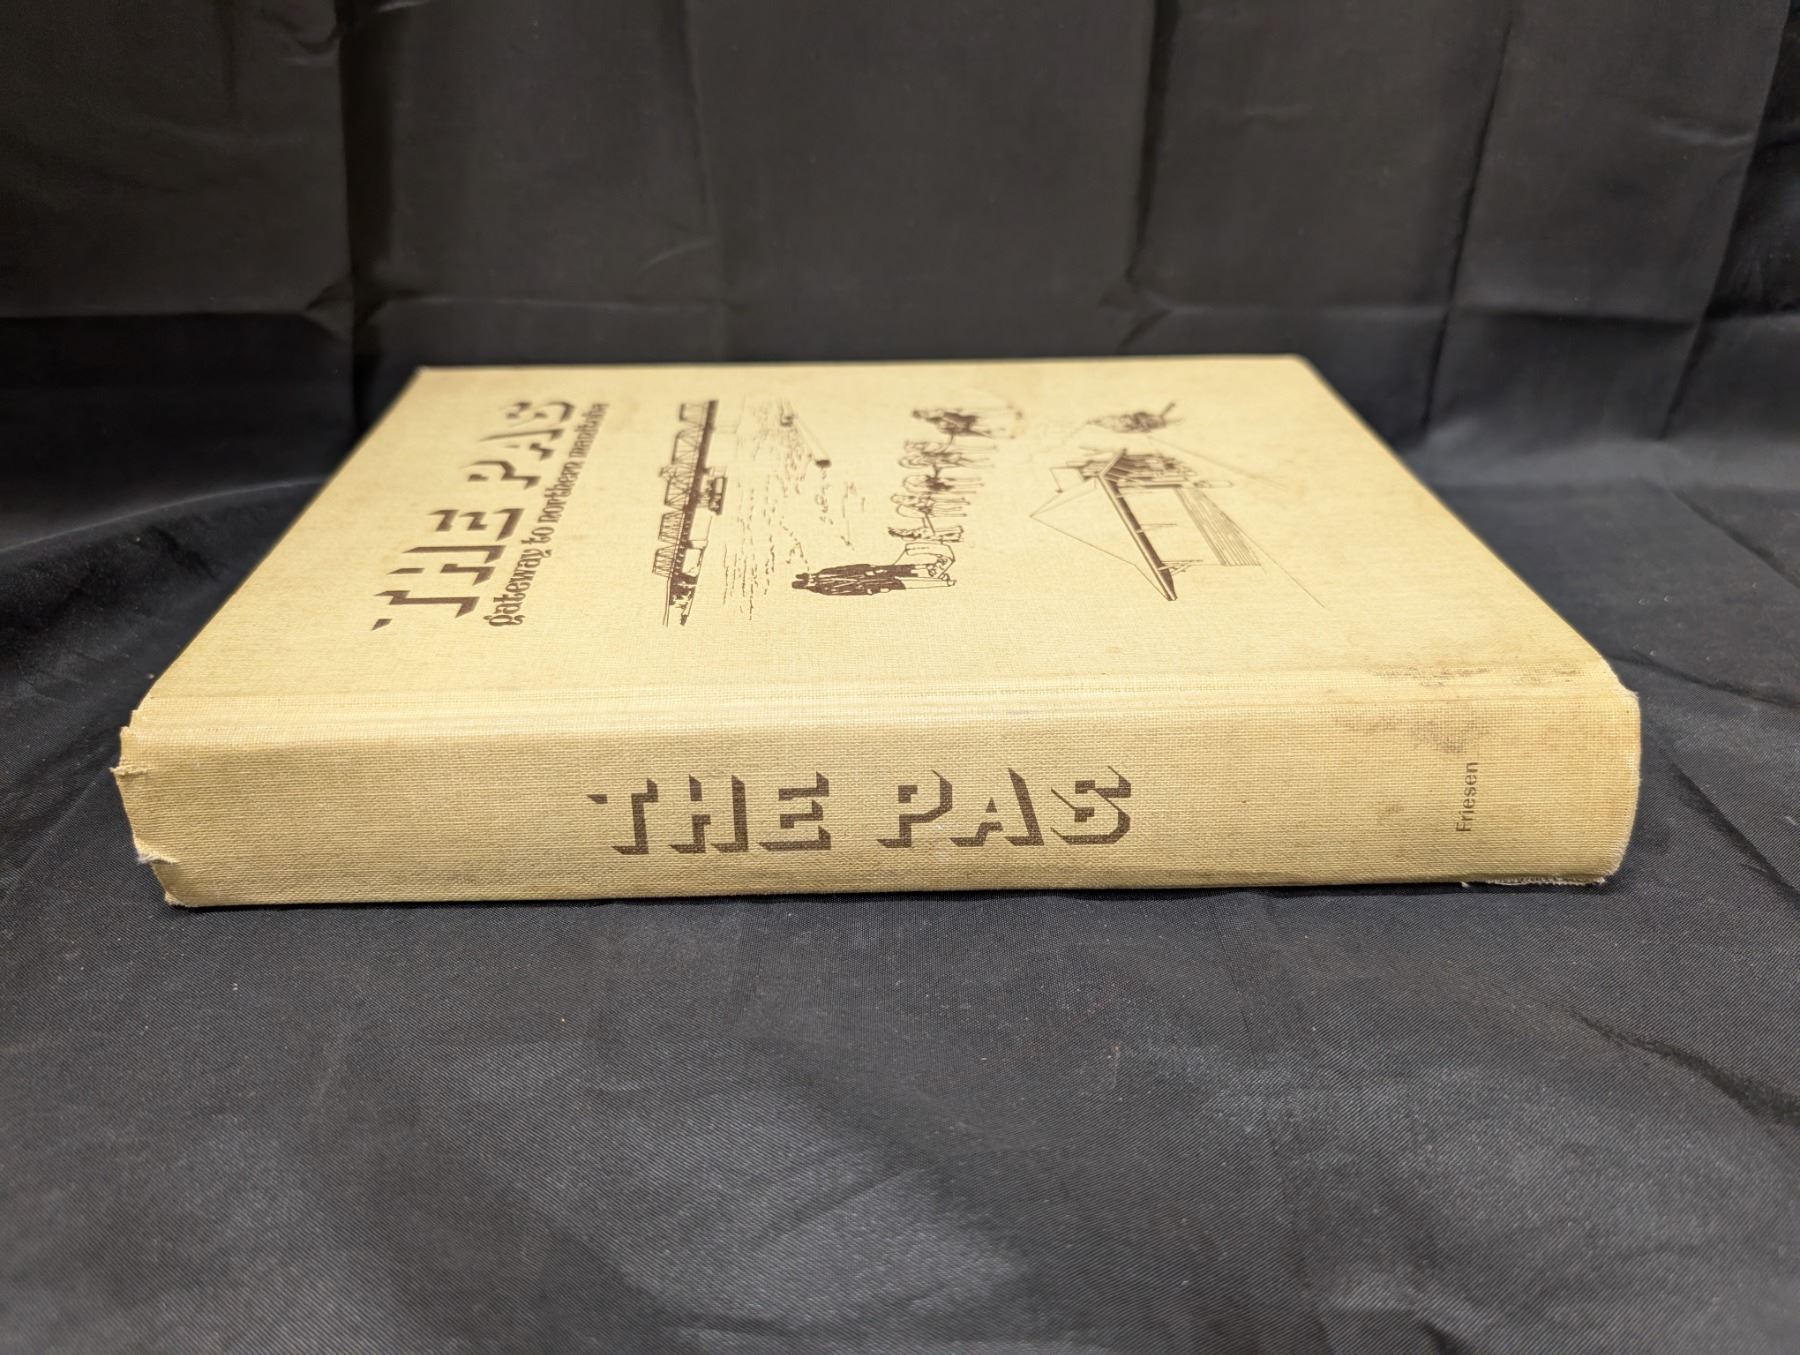 THE PAS
gateway to northern manitoba
THE PAS
Friesen